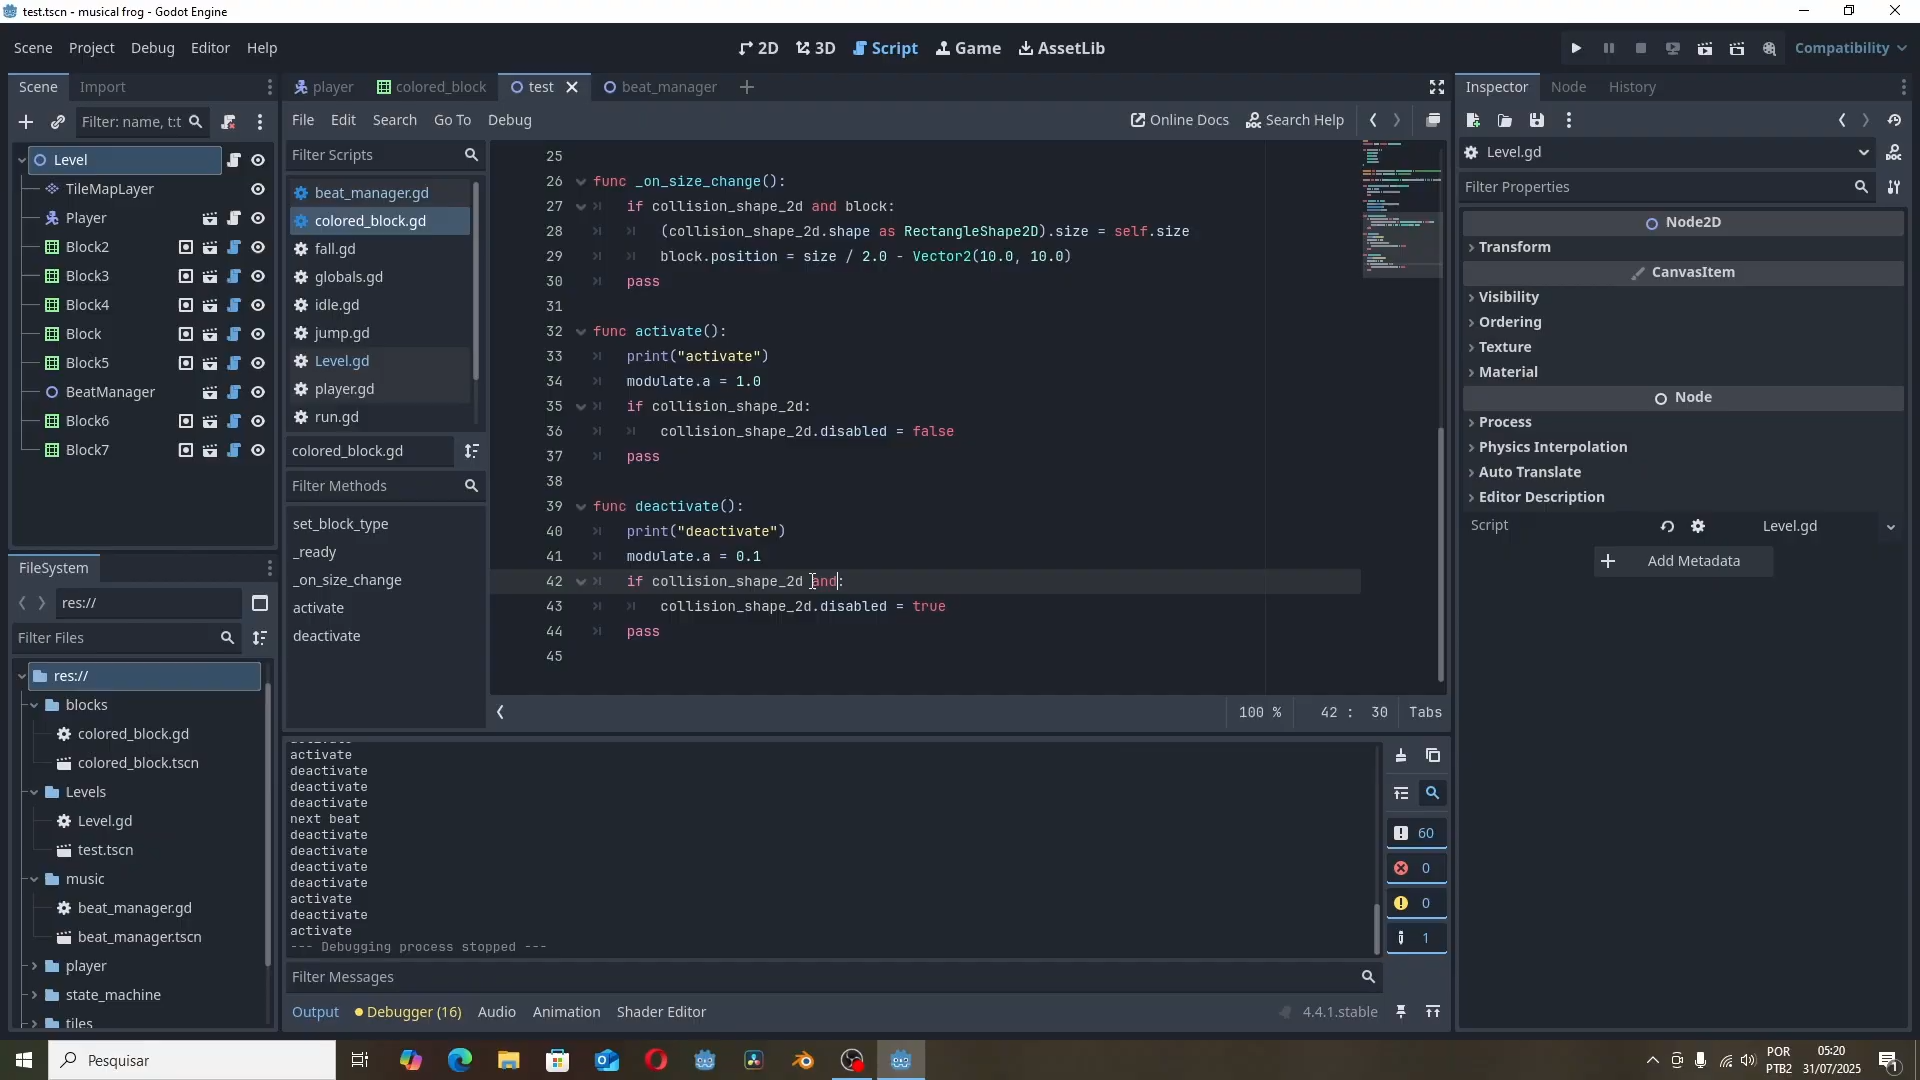 test.tscn - musical frog - Godot Engine
Scene Project Debug Editor Help
2D 3D Script Game AssetLib
Compatibility
Scene Import
Filter: name, t:t
Level
TileMapLayer
Player
Block2
Block3
Block4
Block
Block5
BeatManager
Block6
Block7
FileSystem
res://
Filter Files
res://
blocks
colored_block.gd
colored_block.tscn
Levels
Level.gd
test.tscn
music
beat_manager.gd
beat_manager.tscn
player
state_machine
tiles
player colored_block test beat_manager
File Edit Search Go To Debug
Online Docs Search Help
Filter Scripts
beat_manager.gd
colored_block.gd
fall.gd
globals.gd
idle.gd
jump.gd
Level.gd
player.gd
run.gd
colored_block.gd
Filter Methods
set_block_type
_ready
_on_size_change
activate
deactivate
25
26 func _on_size_change():
27 if collision_shape_2d and block:
28 (collision_shape_2d.shape as RectangleShape2D).size = self.size
29 block.position = size / 2.0 - Vector2(10.0, 10.0)
30 pass
31
32 func activate():
33 print("activate")
34 modulate.a = 1.0
35 if collision_shape_2d:
36 collision_shape_2d.disabled = false
37 pass
38
39 func deactivate():
40 print("deactivate")
41 modulate.a = 0.1
42 if collision_shape_2d and:
43 collision_shape_2d.disabled = true
44 pass
45
100 % 42 : 30 Tabs
activate
deactivate
deactivate
deactivate
next beat
deactivate
deactivate
deactivate
deactivate
activate
deactivate
activate
--- Debugging process stopped ---
60
0
0
1
Filter Messages
Output Debugger (16) Audio Animation Shader Editor
4.4.1.stable
Inspector Node History
Level.gd
Filter Properties
Node2D
Transform
CanvasItem
Visibility
Ordering
Texture
Material
Node
Process
Physics Interpolation
Auto Translate
Editor Description
Script Level.gd
Add Metadata
Pesquisar
POR
PTB2
05:20
31/07/2025
1